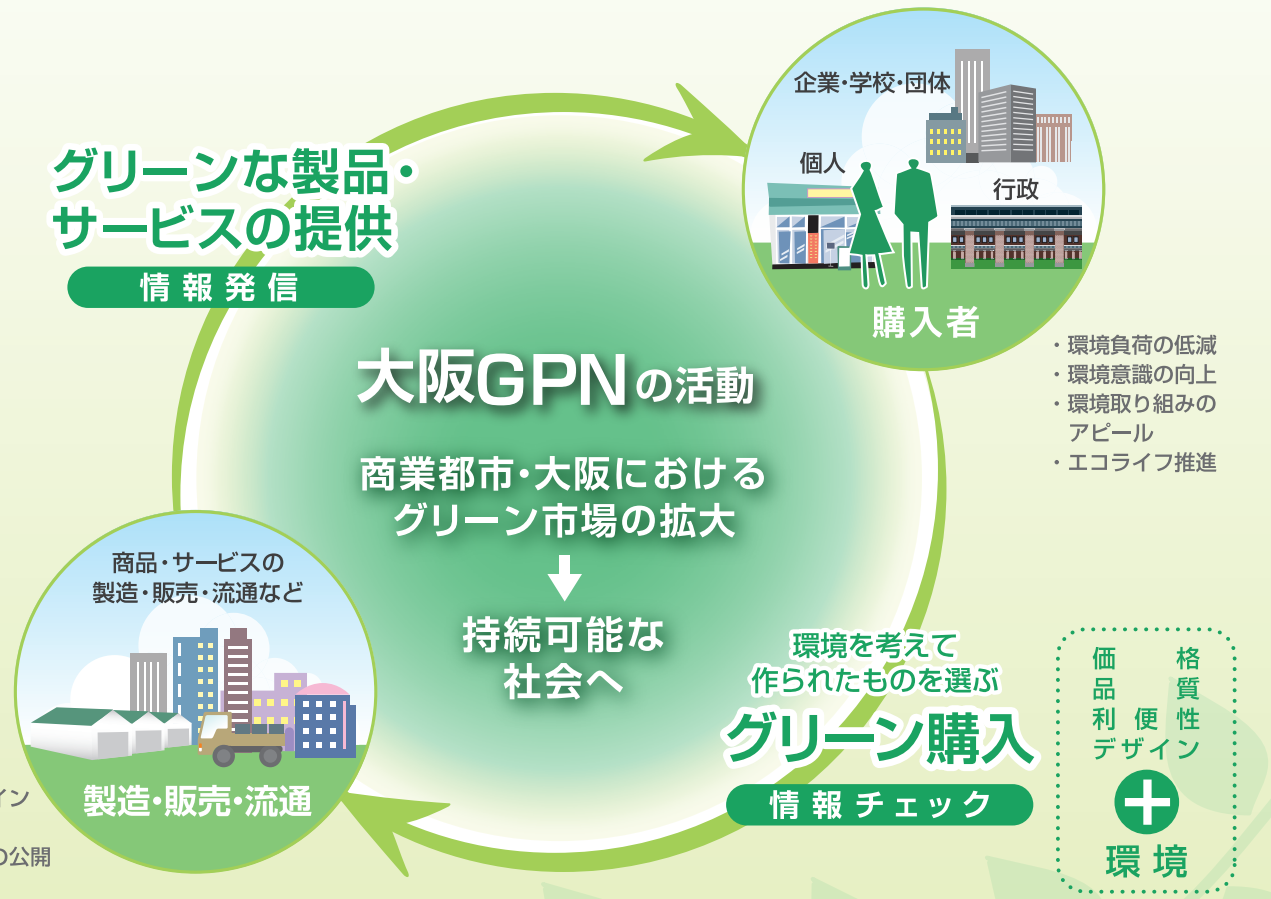 企業・学校・団体
個人
行政
購入者
グリーンな製品・
サービスの提供
情報発信
・環境負荷の低減
・環境意識の向上
・環境取り組みの
アピール
・エコライフ推進
大阪GPNの活動
商業都市・大阪における
グリーン市場の拡大
持続可能な
社会へ
商品・サービスの
製造・販売・流通など
製造・販売・流通
イン
の公開
環境を考えて
作られたものを選ぶ
グリーン購入
情報チェック
価格
品質
利便性
デザイン
+
環境